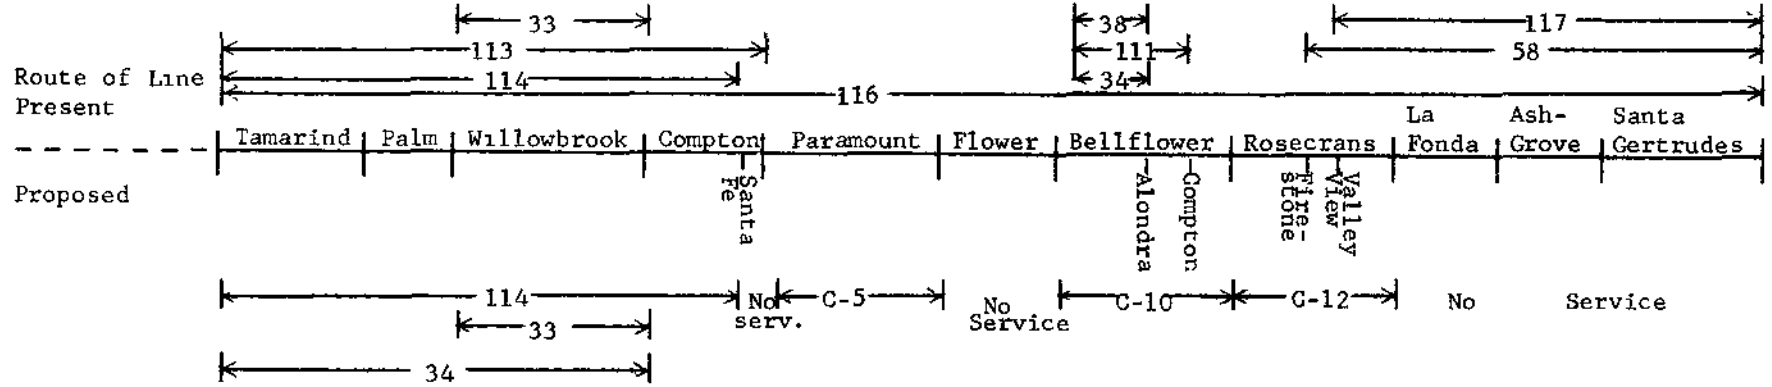 33
38
117
113
111
58
Route of Line
114
34
Present
116
La
Ash-
Santa
Tamarind
Palm
Willowbrook
Compton
Paramount
Flower
Bellflower
Rosecrans
Fonda
Grove
Gertrudes
Proposed
Santa
Fe
Alondra
Compton
Fire-
stone
Valley
View
114
No
serv.
C-5
No
Service
C-10
C-12
No
Service
33
34